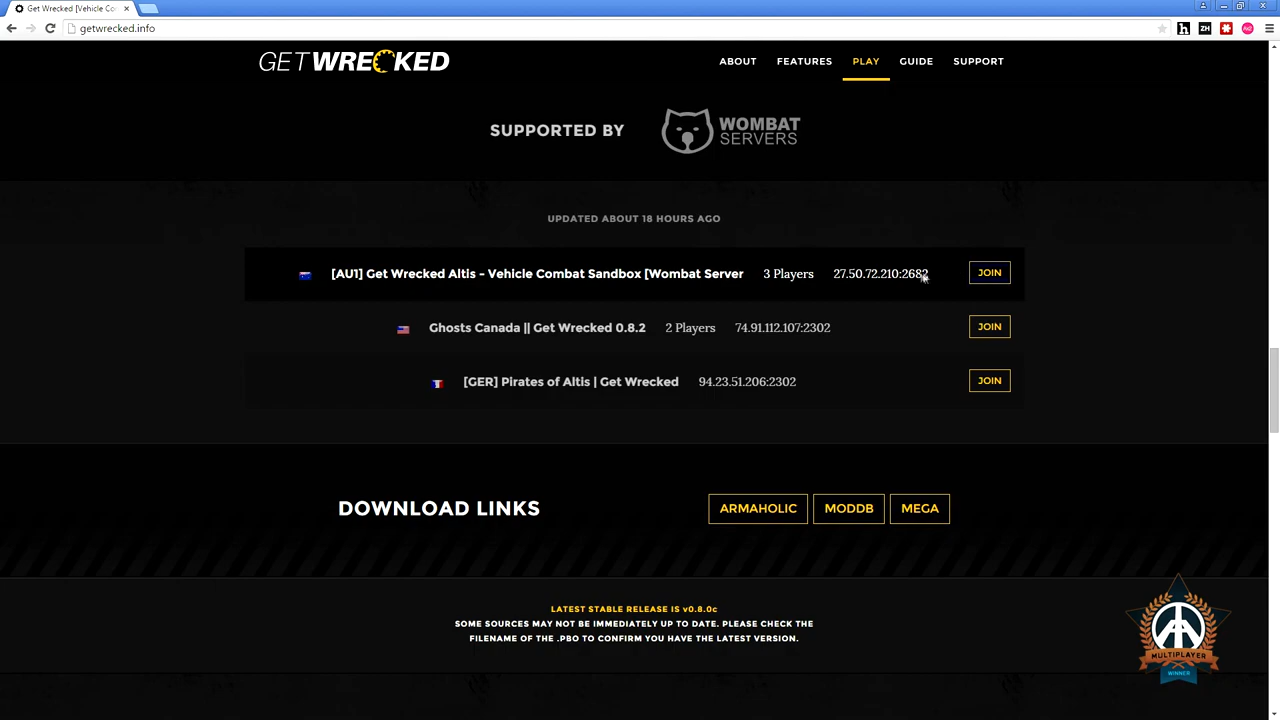 Get Wrecked [Vehicle Co
getwrecked.info
GETWRECKED
ABOUT FEATURES PLAY GUIDE SUPPORT
SUPPORTED BY
WOMBAT
SERVERS
UPDATED ABOUT 18 HOURS AGO
[AU1] Get Wrecked Altis - Vehicle Combat Sandbox [Wombat Server 3 Players 27.50.72.210:2682 JOIN
Ghosts Canada || Get Wrecked 0.8.2 2 Players 74.91.112.107:2302 JOIN
[GER] Pirates of Altis | Get Wrecked 94.23.51.206:2302 JOIN
DOWNLOAD LINKS
ARMAHOLIC MODDB MEGA
LATEST STABLE RELEASE IS v0.8.0c
SOME SOURCES MAY NOT BE IMMEDIATELY UP TO DATE. PLEASE CHECK THE
FILENAME OF THE .PBO TO CONFIRM YOU HAVE THE LATEST VERSION.
MULTIPLAYER
WINNER